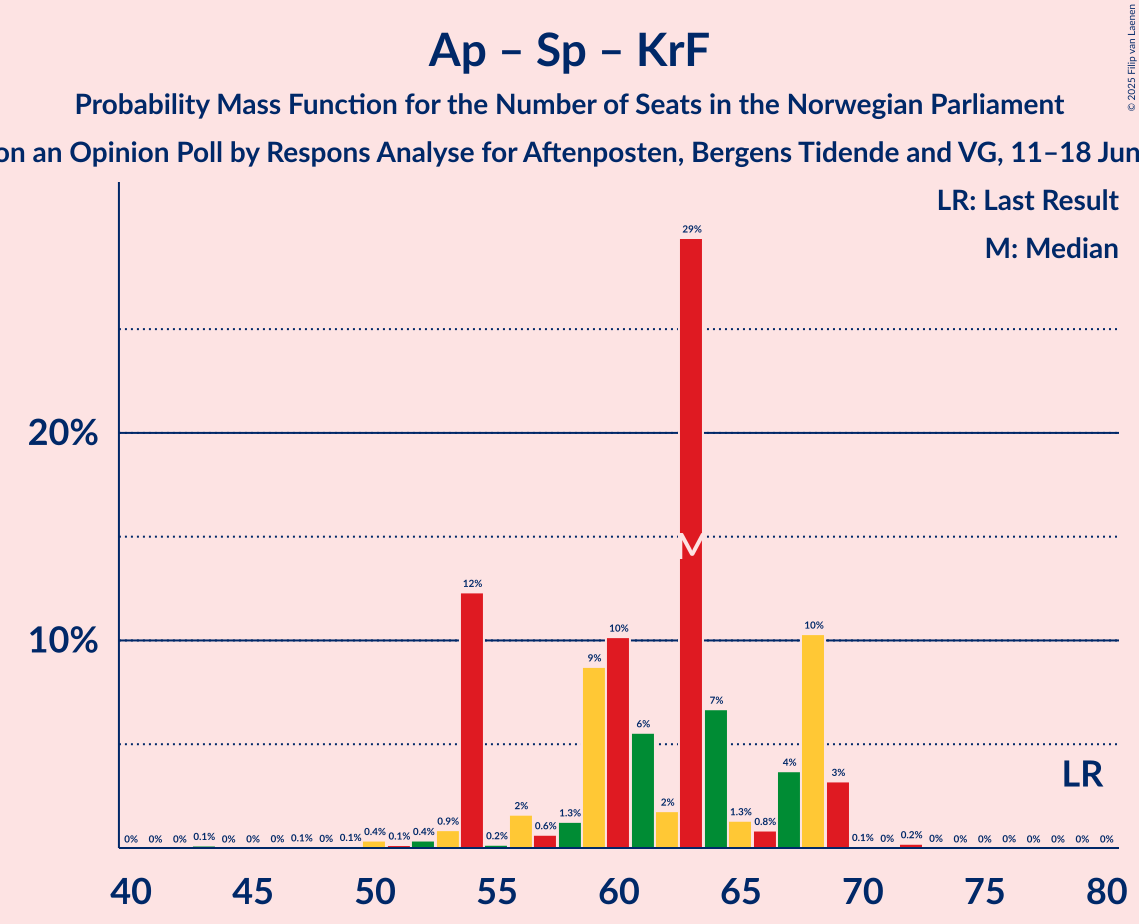 Ap – Sp – KrF
Probability Mass Function for the Number of Seats in the Norwegian Parliament
on an Opinion Poll by Respons Analyse for Aftenposten, Bergens Tidende and VG, 11–18 Jun
© 2025 Filip van Laenen
LR: Last Result
M: Median
29%
20%
M
12%
10%
10%
10%
9%
7%
6%
4%
LR
3%
2%
2%
1.3%
1.3%
0.9%
0.8%
0.6%
0% 0% 0% 0.1% 0% 0% 0% 0.1% 0% 0.1% 0.4% 0.1% 0.4% 0.2% 0.1% 0% 0.2% 0% 0% 0% 0% 0% 0% 0% 0%
40 45 50 55 60 65 70 75 80